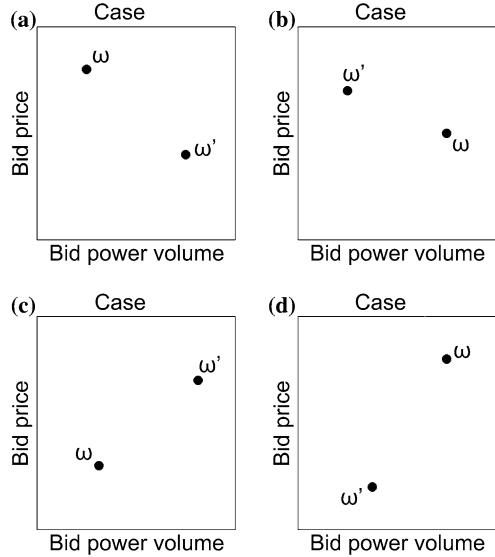 (a) Case
ω
ω’
Bid price
Bid power volume
(b) Case
ω’
ω
Bid price
Bid power volume
(c) Case
ω’
ω
Bid price
Bid power volume
(d) Case
ω
ω’
Bid price
Bid power volume